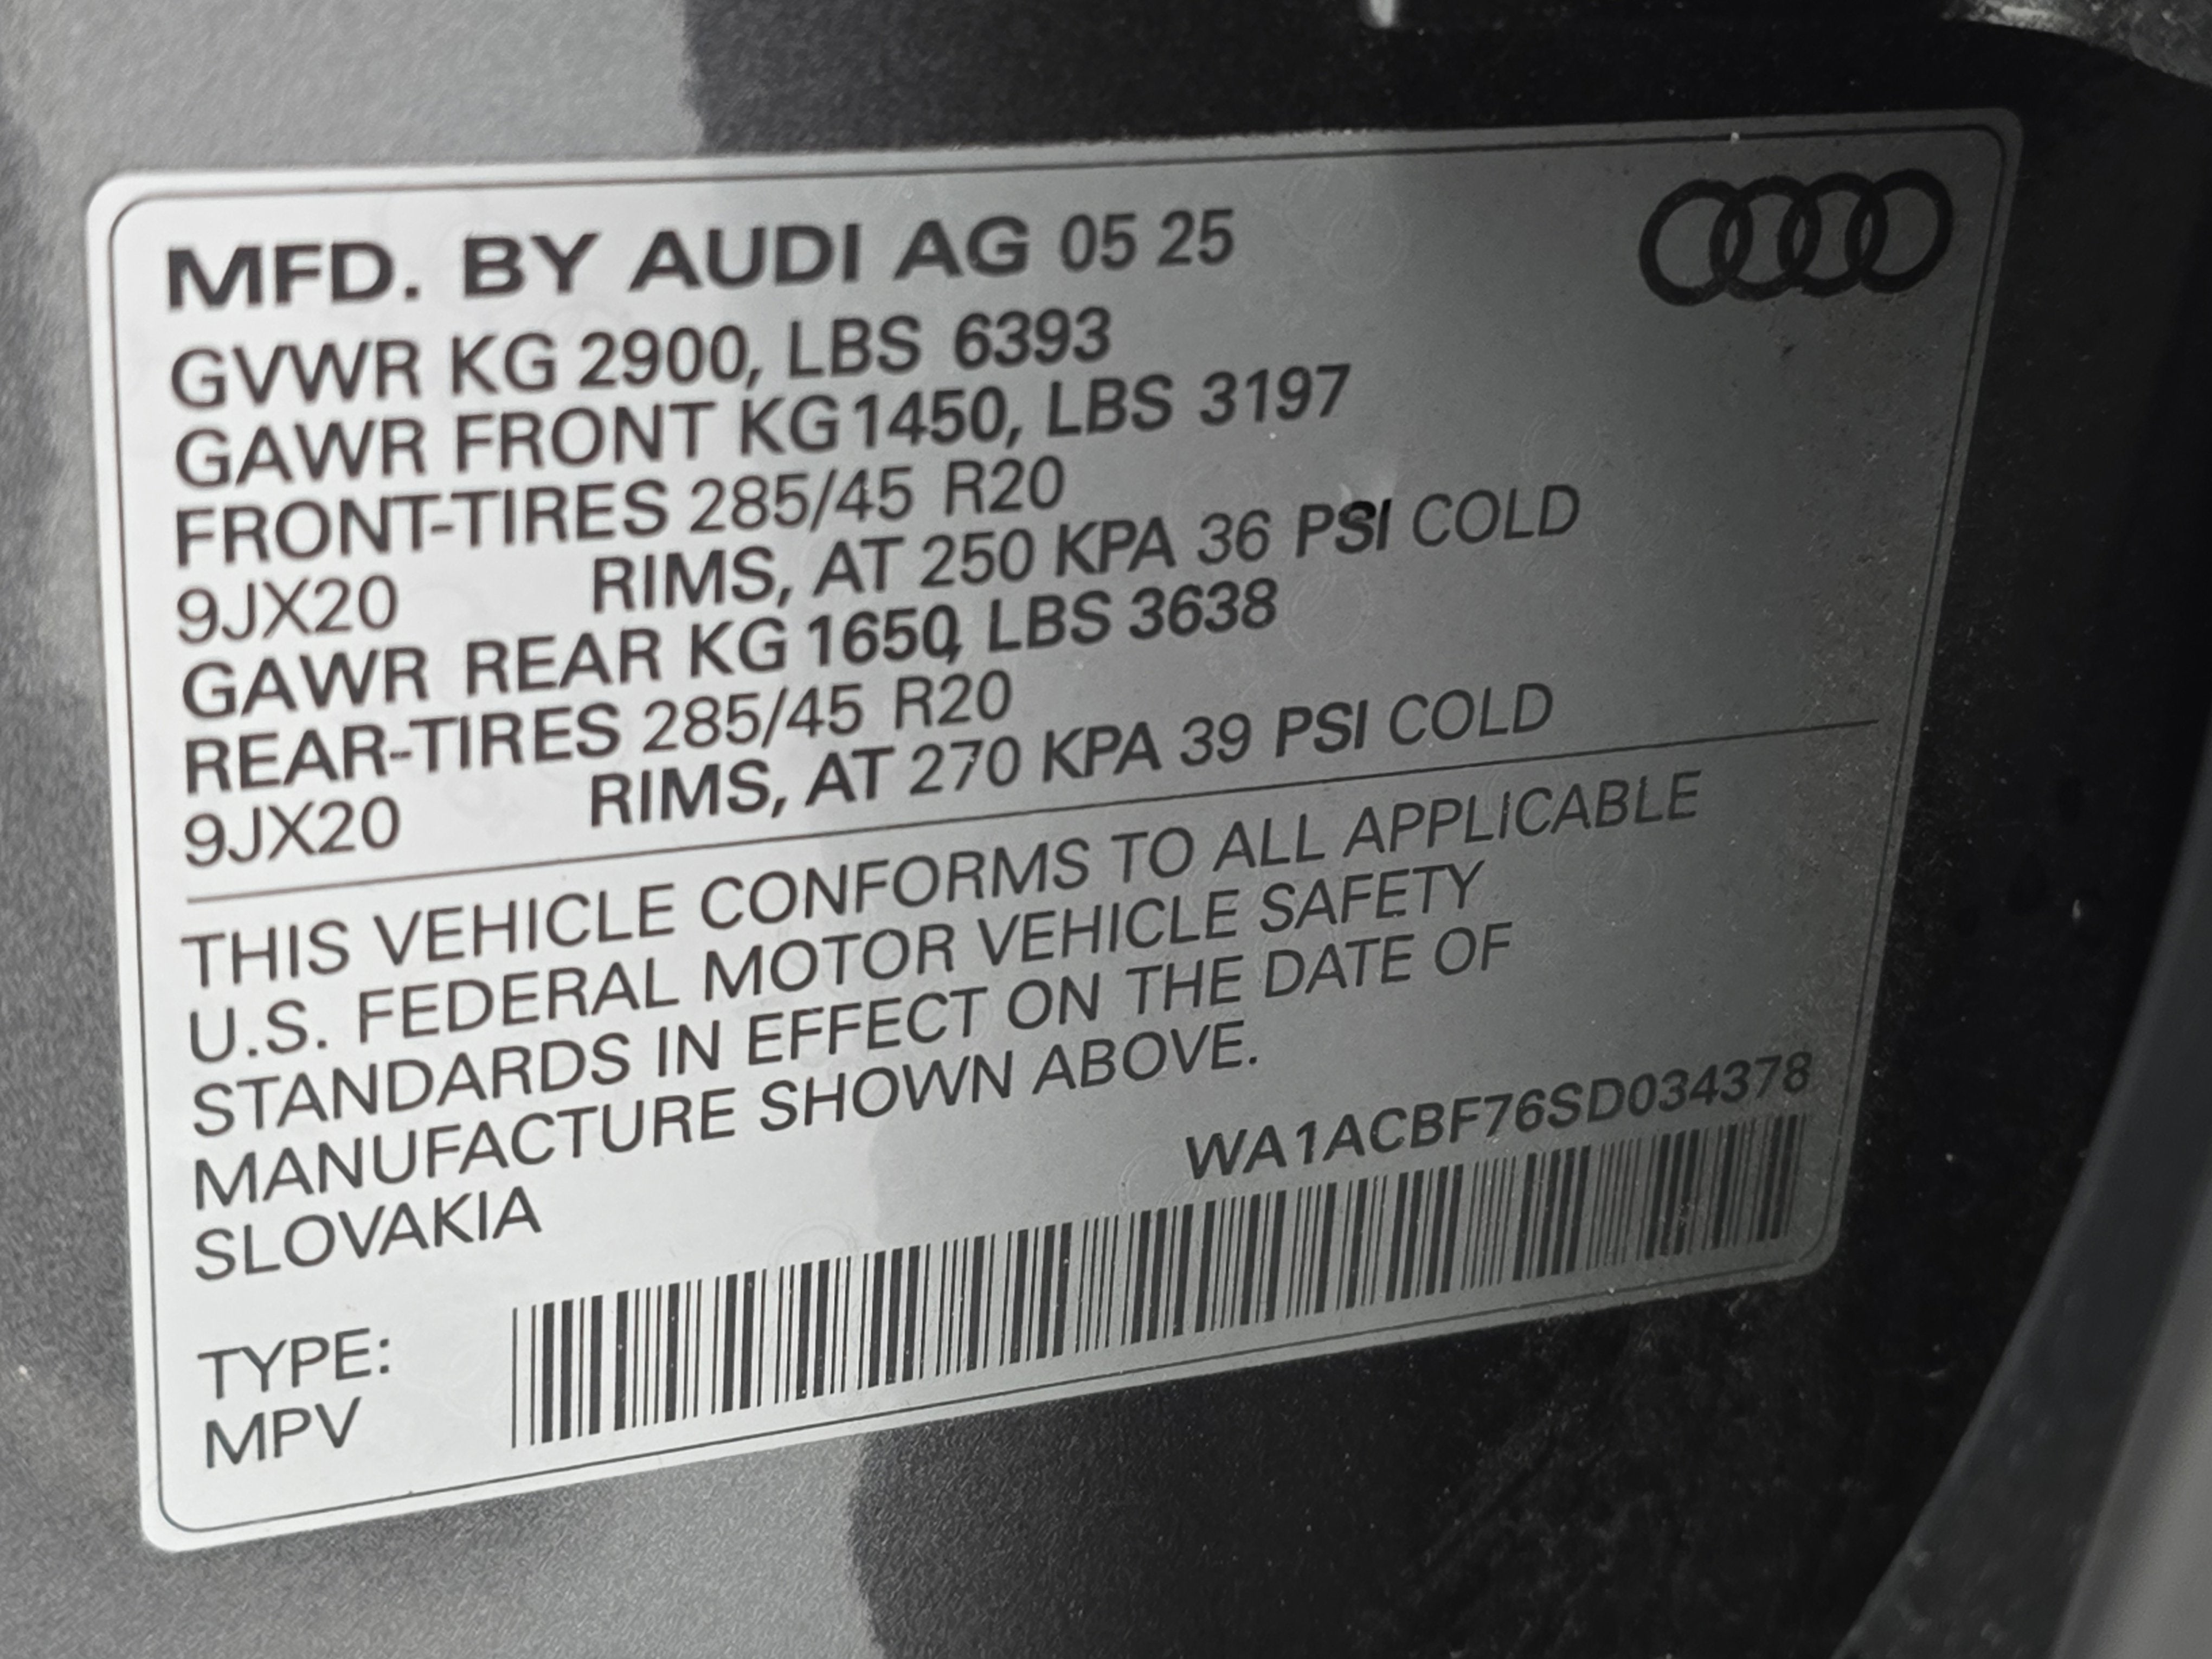 MFD. BY AUDI AG 05 25
GVWR KG 2900, LBS 6393
GAWR FRONT KG 1450, LBS 3197
FRONT-TIRES 285/45 R20
9JX20 RIMS, AT 250 KPA 36 PSI COLD
GAWR REAR KG 1650, LBS 3638
REAR-TIRES 285/45 R20
9JX20 RIMS, AT 270 KPA 39 PSI COLD
THIS VEHICLE CONFORMS TO ALL APPLICABLE
U.S. FEDERAL MOTOR VEHICLE SAFETY
STANDARDS IN EFFECT ON THE DATE OF
MANUFACTURE SHOWN ABOVE.
SLOVAKIA
WA1ACBF76SD034378
TYPE:
MPV